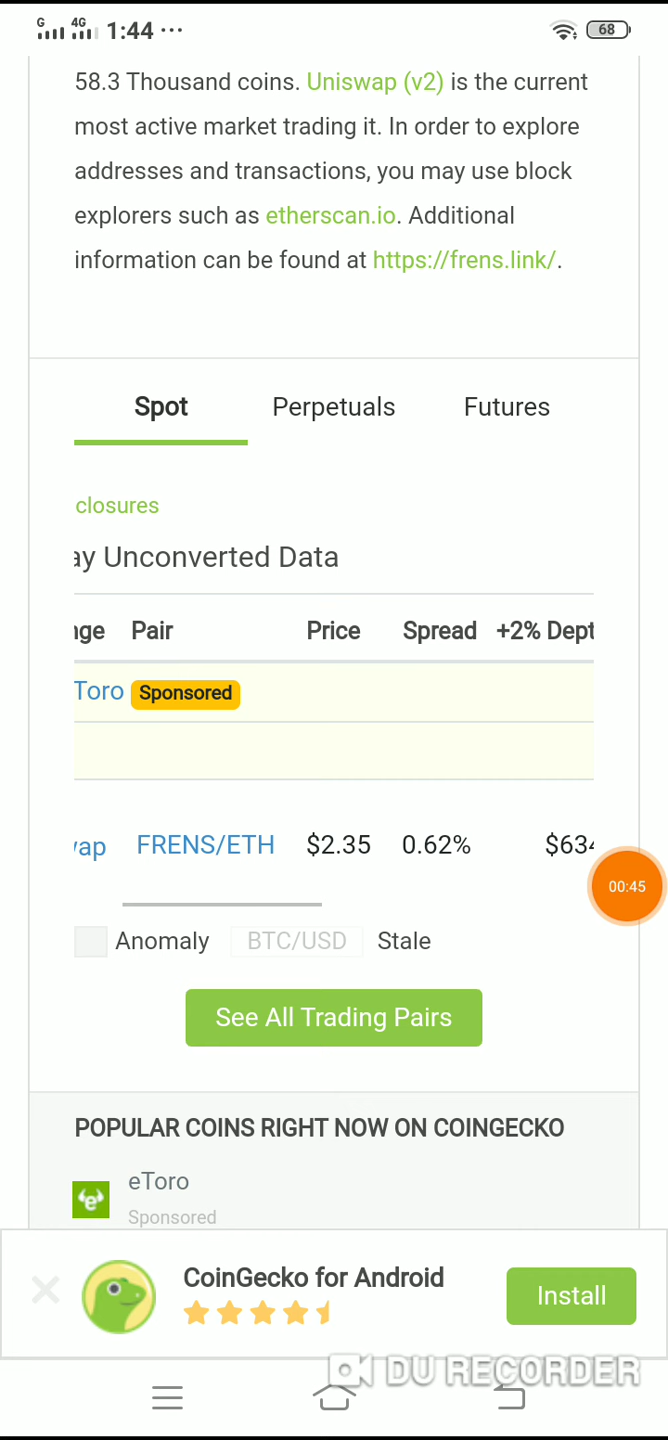 G 4G 1:44 ··· 68
58.3 Thousand coins. Uniswap (v2) is the current
most active market trading it. In order to explore
addresses and transactions, you may use block
explorers such as etherscan.io. Additional
information can be found at https://frens.link/.
Spot Perpetuals Futures
closures
ay Unconverted Data
nge Pair Price Spread +2% Dept
Toro Sponsored
vap FRENS/ETH $2.35 0.62% $634
00:45
Anomaly BTC/USD Stale
See All Trading Pairs
POPULAR COINS RIGHT NOW ON COINGECKO
eToro
Sponsored
CoinGecko for Android
Install
DU RECORDER